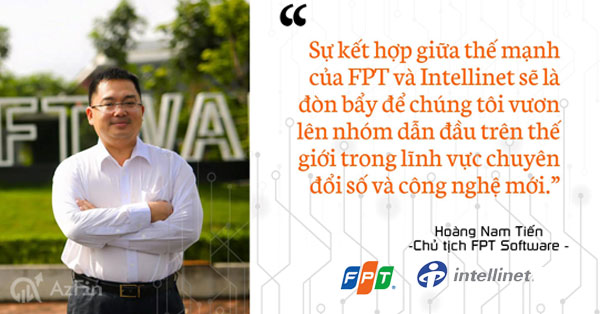 “
Sự kết hợp giữa thế mạnh
của FPT và Intellinet sẽ là
đòn bẩy để chúng tôi vươn
lên nhóm dẫn đầu trên thế
giới trong lĩnh vực chuyên
đổi số và công nghệ mới.”
Hoàng Nam Tiến
-Chủ tịch FPT Software -
FPT® intellinet.
FTWA
AzFin